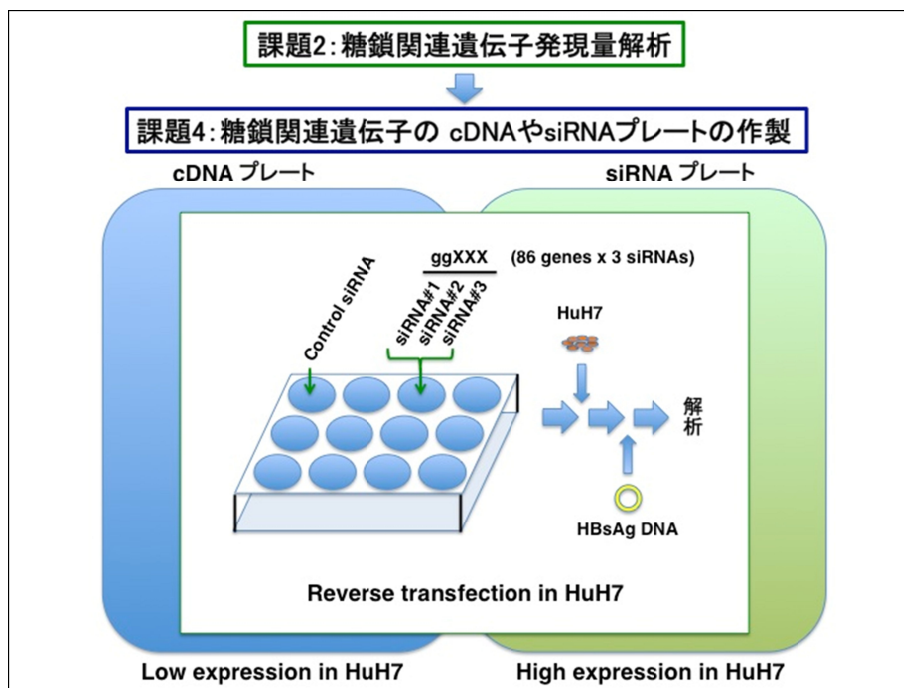 課題2：糖鎖関連遺伝子発現量解析
課題4：糖鎖関連遺伝子の cDNAやsiRNAプレートの作製
cDNA プレート
siRNA プレート
ggXXX
(86 genes x 3 siRNAs)
Control siRNA
siRNA#1
siRNA#2
siRNA#3
HuH7
解析
HBsAg DNA
Reverse transfection in HuH7
Low expression in HuH7
High expression in HuH7